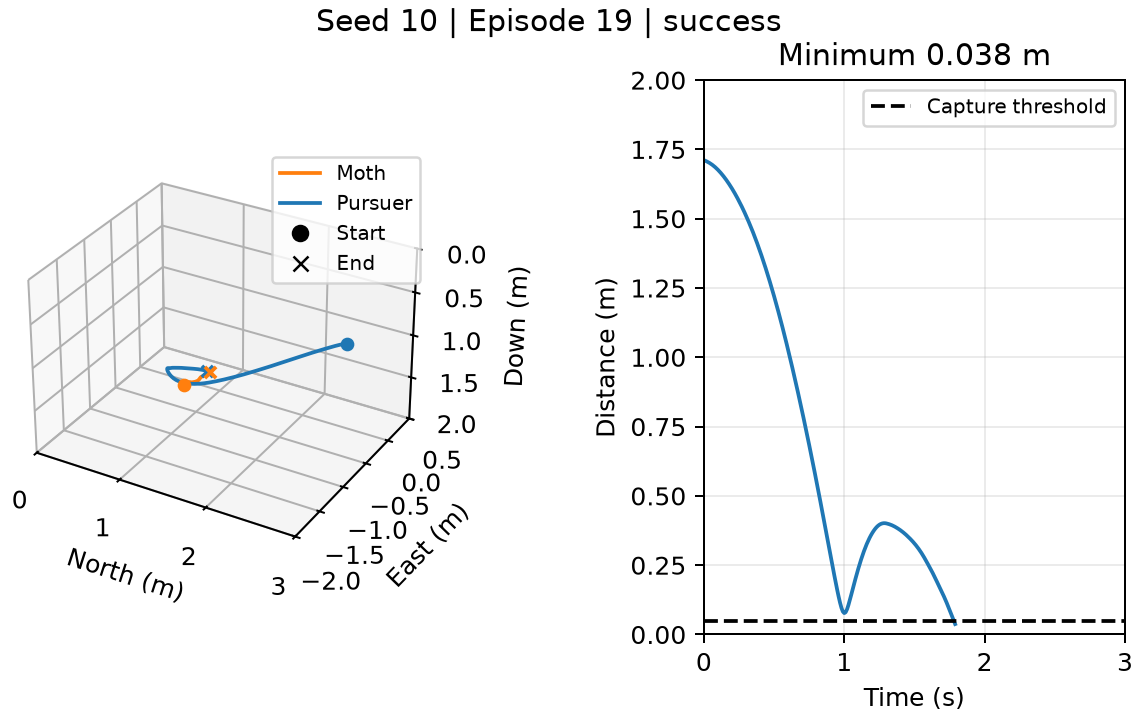 Seed 10 | Episode 19 | success
Moth
Pursuer
Start
End
0.0
0.5
1.0
1.5
2.0
Down (m)
0.5
0.0
−0.5
−1.0
−1.5
−2.0
East (m)
0
1
2
3
North (m)
Minimum 0.038 m
Capture threshold
2.00
1.75
1.50
1.25
1.00
0.75
0.50
0.25
0.00
Distance (m)
0
1
2
3
Time (s)